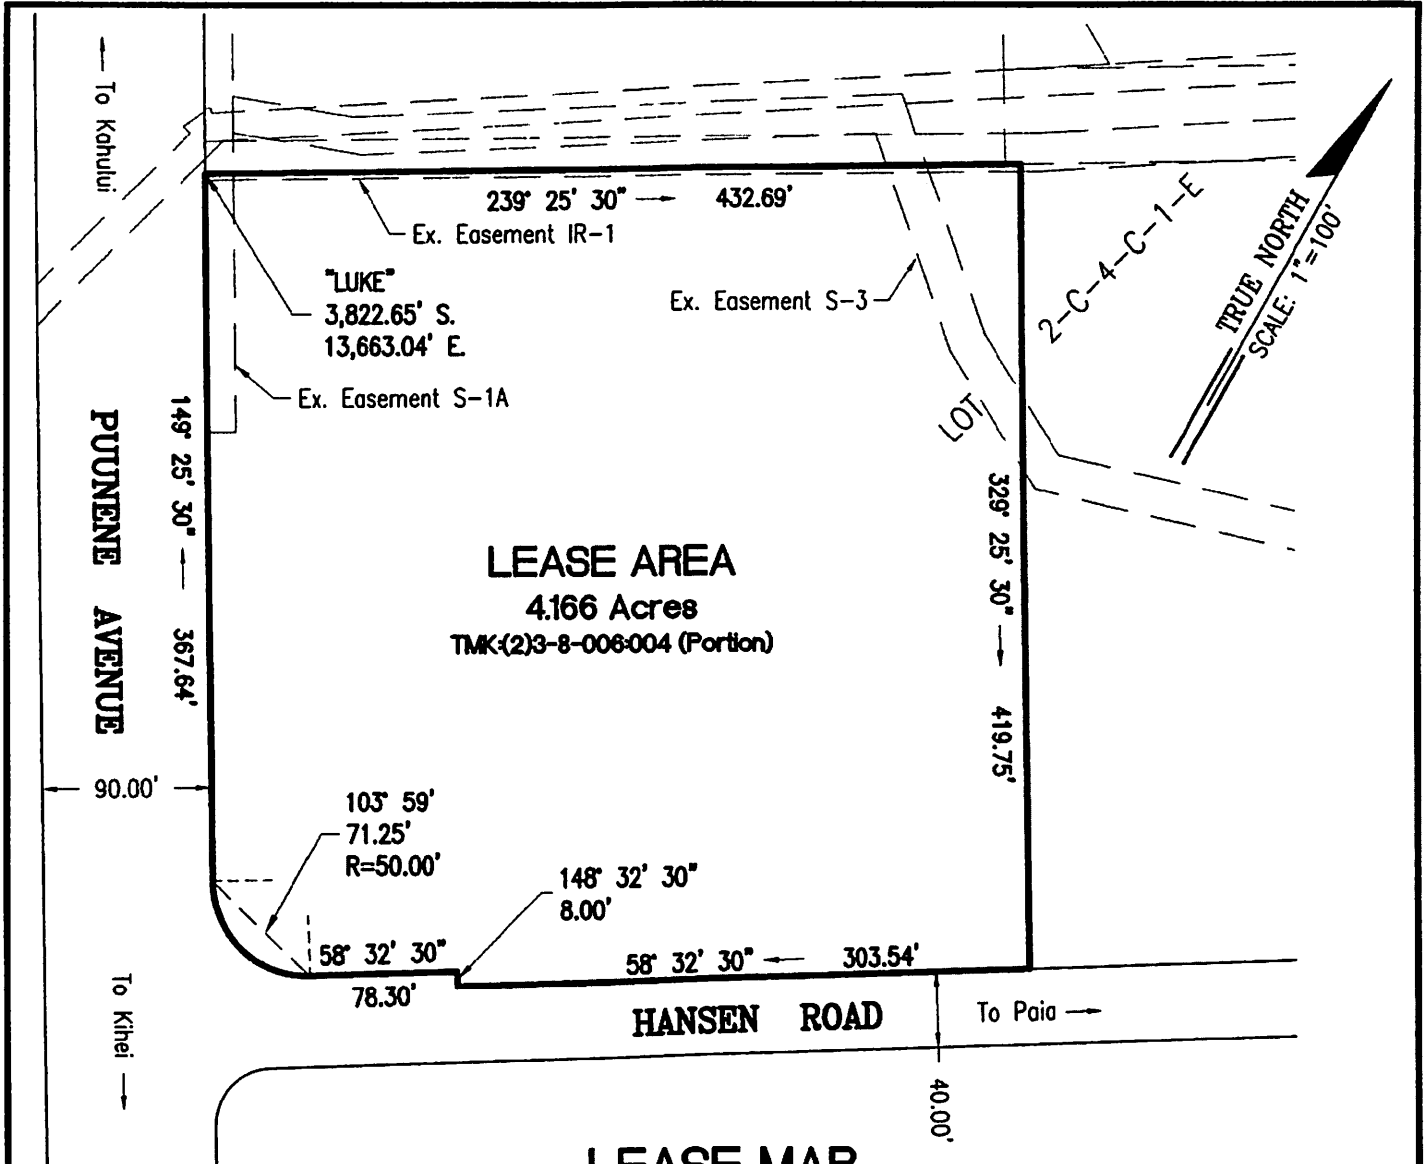 ← To Kahului
239° 25' 30" → 432.69'
Ex. Easement IR-1
"LUKE"
3,822.65' S.
13,663.04' E.
Ex. Easement S-3
Ex. Easement S-1A
LOT 2-C-4-C-1-E
TRUE NORTH
SCALE: 1"=100'
PUUNENE AVENUE
149° 25' 30" ← 367.64'
329° 25' 30" → 419.75'
LEASE AREA
4.166 Acres
TMK:(2)3-8-006:004 (Portion)
90.00'
103° 59'
71.25'
R=50.00'
148° 32' 30"
8.00'
58° 32' 30"
78.30'
58° 32' 30" ← 303.54'
HANSEN ROAD
To Paia →
To Kihei →
40.00'
LEASE MAP